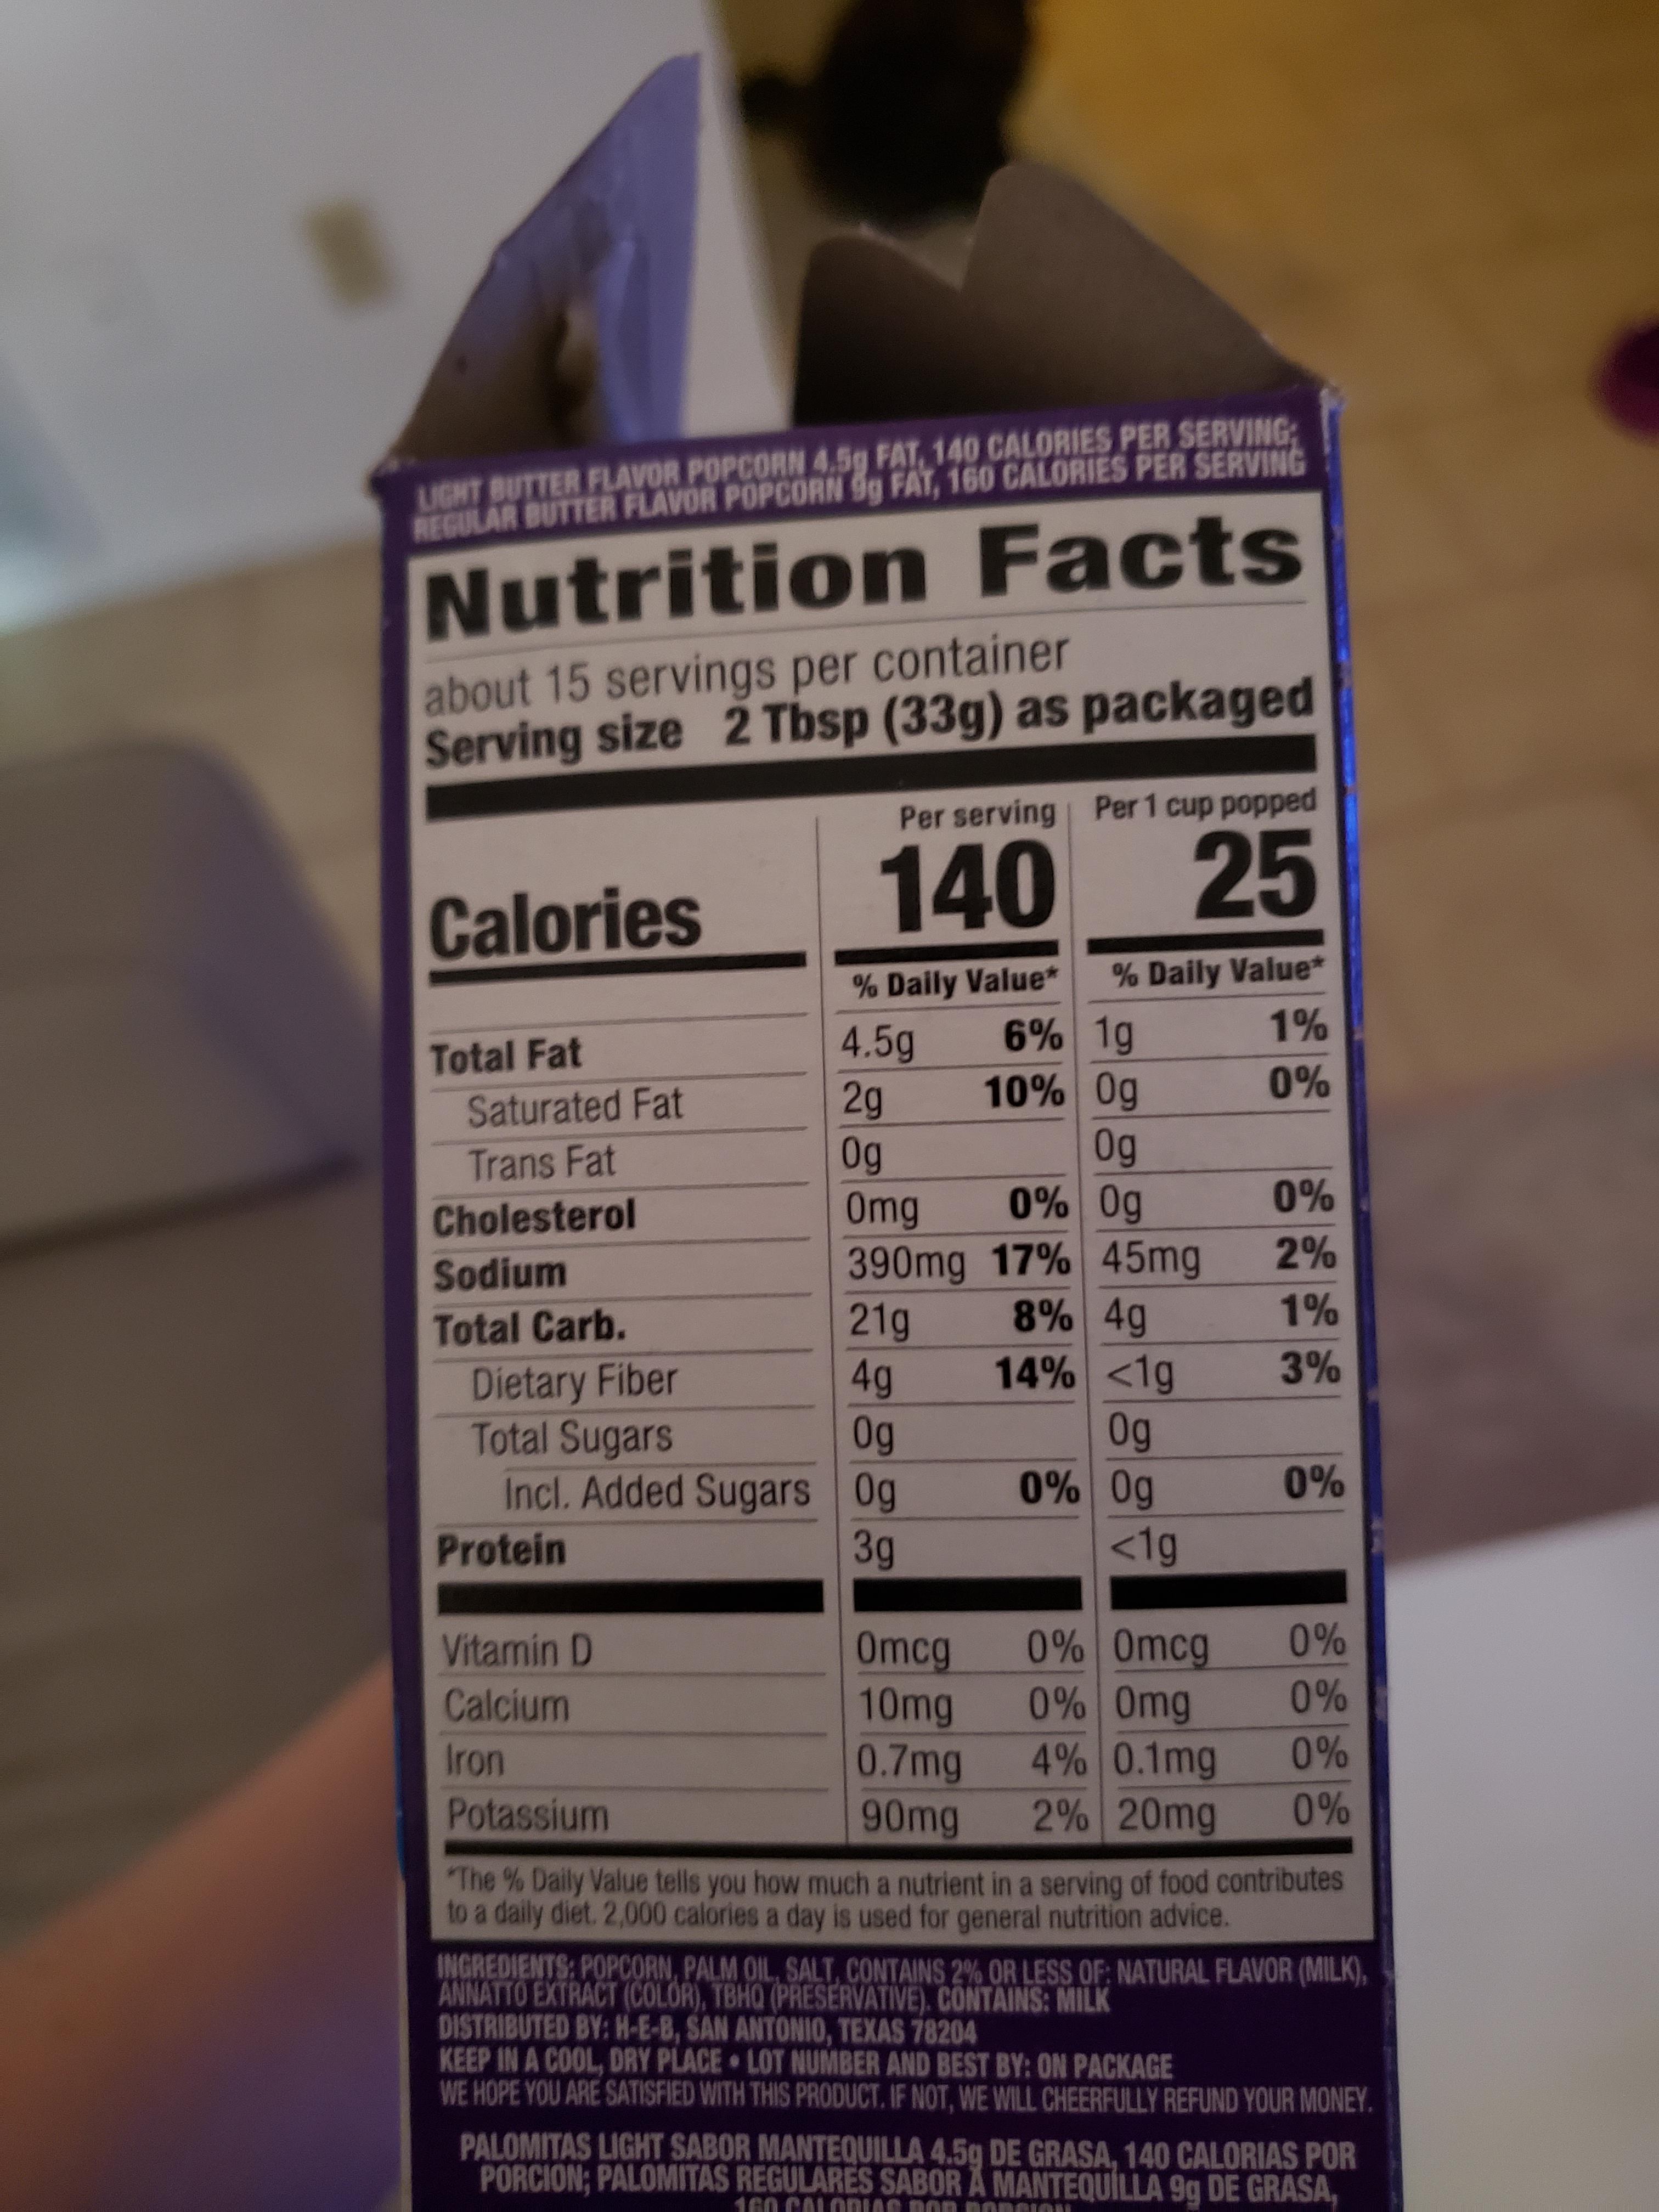 LIGHT BUTTER FLAVOR POPCORN 4.5g FAT, 140 CALORIES PER SERVING;
REGULAR BUTTER FLAVOR POPCORN 9g FAT, 160 CALORIES PER SERVING
Nutrition Facts
about 15 servings per container
Serving size 2 Tbsp (33g) as packaged
Per serving Per 1 cup popped
Calories 140 25
% Daily Value* % Daily Value*
Total Fat 4.5g 6% 1g 1%
Saturated Fat 2g 10% 0g 0%
Trans Fat 0g 0g
Cholesterol 0mg 0% 0g 0%
Sodium 390mg 17% 45mg 2%
Total Carb. 21g 8% 4g 1%
Dietary Fiber 4g 14% <1g 3%
Total Sugars 0g 0g
Incl. Added Sugars 0g 0% 0g 0%
Protein 3g <1g
Vitamin D 0mcg 0% 0mcg 0%
Calcium 10mg 0% 0mg 0%
Iron 0.7mg 4% 0.1mg 0%
Potassium 90mg 2% 20mg 0%
*The % Daily Value tells you how much a nutrient in a serving of food contributes
to a daily diet. 2,000 calories a day is used for general nutrition advice.
INGREDIENTS: POPCORN, PALM OIL, SALT, CONTAINS 2% OR LESS OF: NATURAL FLAVOR (MILK),
ANNATTO EXTRACT (COLOR), TBHQ (PRESERVATIVE). CONTAINS: MILK
DISTRIBUTED BY: H-E-B, SAN ANTONIO, TEXAS 78204
KEEP IN A COOL, DRY PLACE • LOT NUMBER AND BEST BY: ON PACKAGE
WE HOPE YOU ARE SATISFIED WITH THIS PRODUCT. IF NOT, WE WILL CHEERFULLY REFUND YOUR MONEY.
PALOMITAS LIGHT SABOR MANTEQUILLA 4.5g DE GRASA, 140 CALORIAS POR
PORCION; PALOMITAS REGULARES SABOR A MANTEQUILLA 9g DE GRASA,
160 CALORIAS POR PORCION